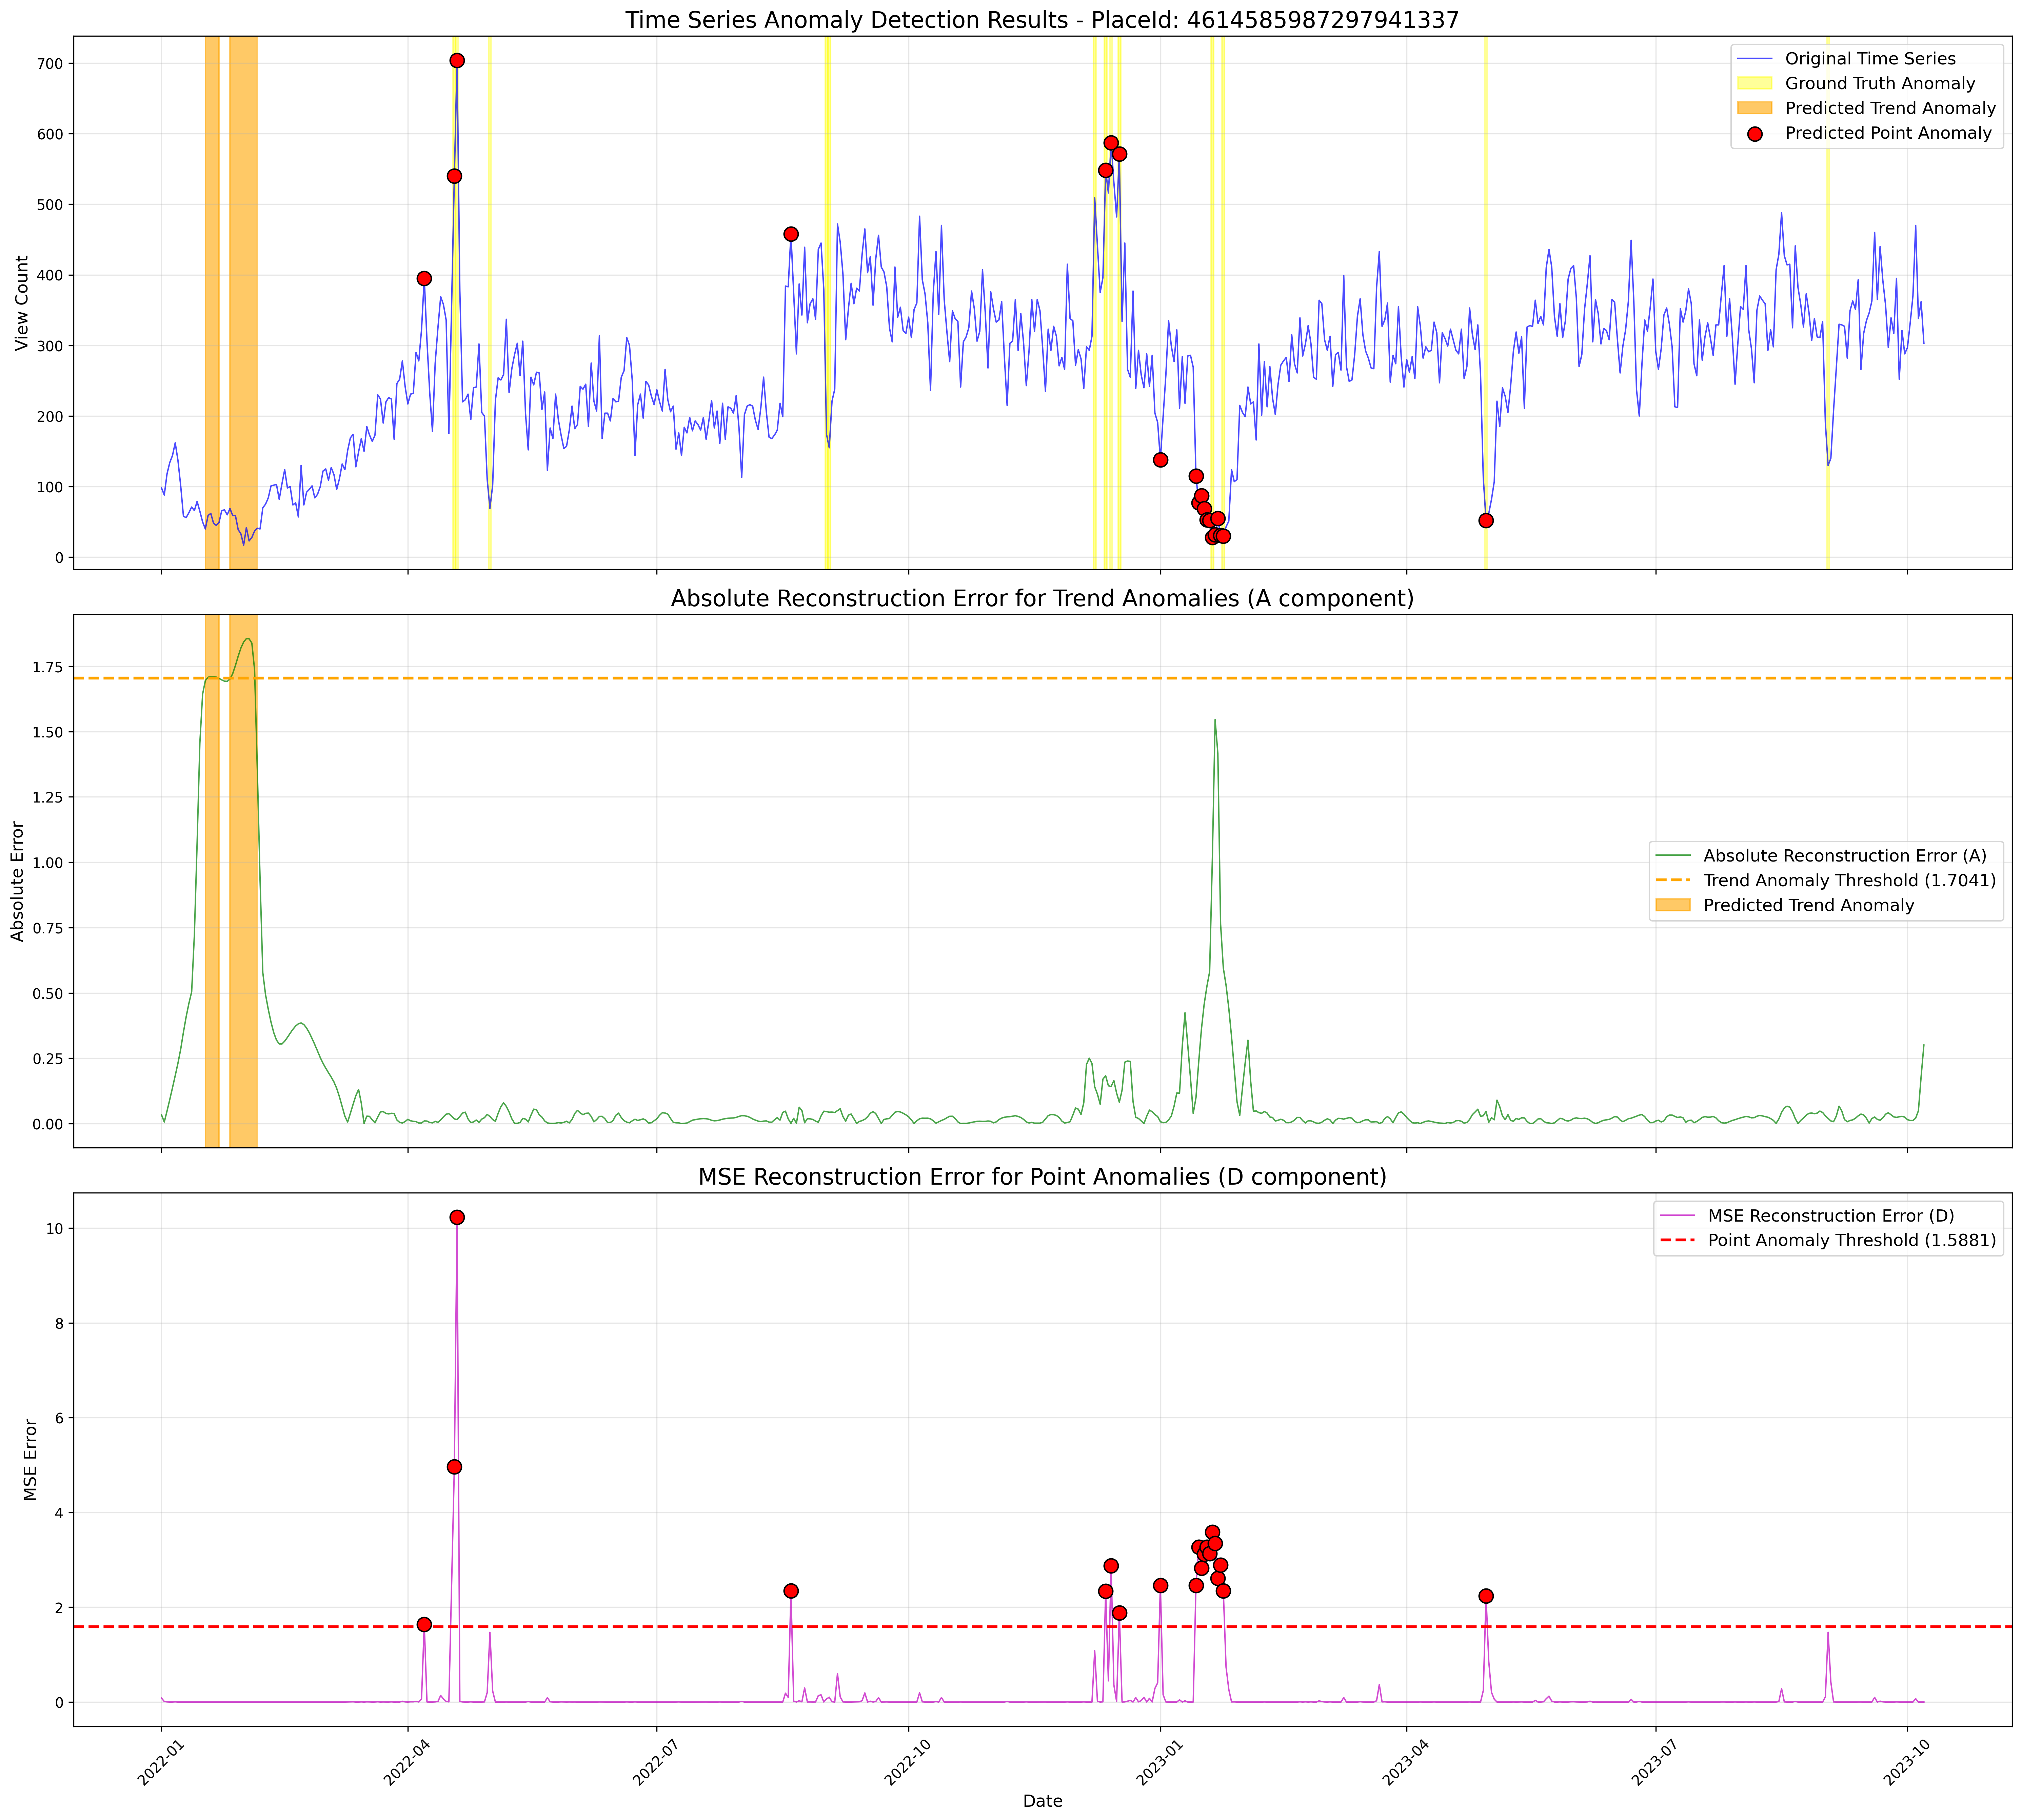 Time Series Anomaly Detection Results - PlaceId: 4614585987297941337
View Count
700
600
500
400
300
200
100
0
Original Time Series
Ground Truth Anomaly
Predicted Trend Anomaly
Predicted Point Anomaly
Absolute Reconstruction Error for Trend Anomalies (A component)
Absolute Error
1.75
1.50
1.25
1.00
0.75
0.50
0.25
0.00
Absolute Reconstruction Error (A)
Trend Anomaly Threshold (1.7041)
Predicted Trend Anomaly
MSE Reconstruction Error for Point Anomalies (D component)
MSE Error
10
8
6
4
2
0
MSE Reconstruction Error (D)
Point Anomaly Threshold (1.5881)
2022-01
2022-04
2022-07
2022-10
2023-01
2023-04
2023-07
2023-10
Date